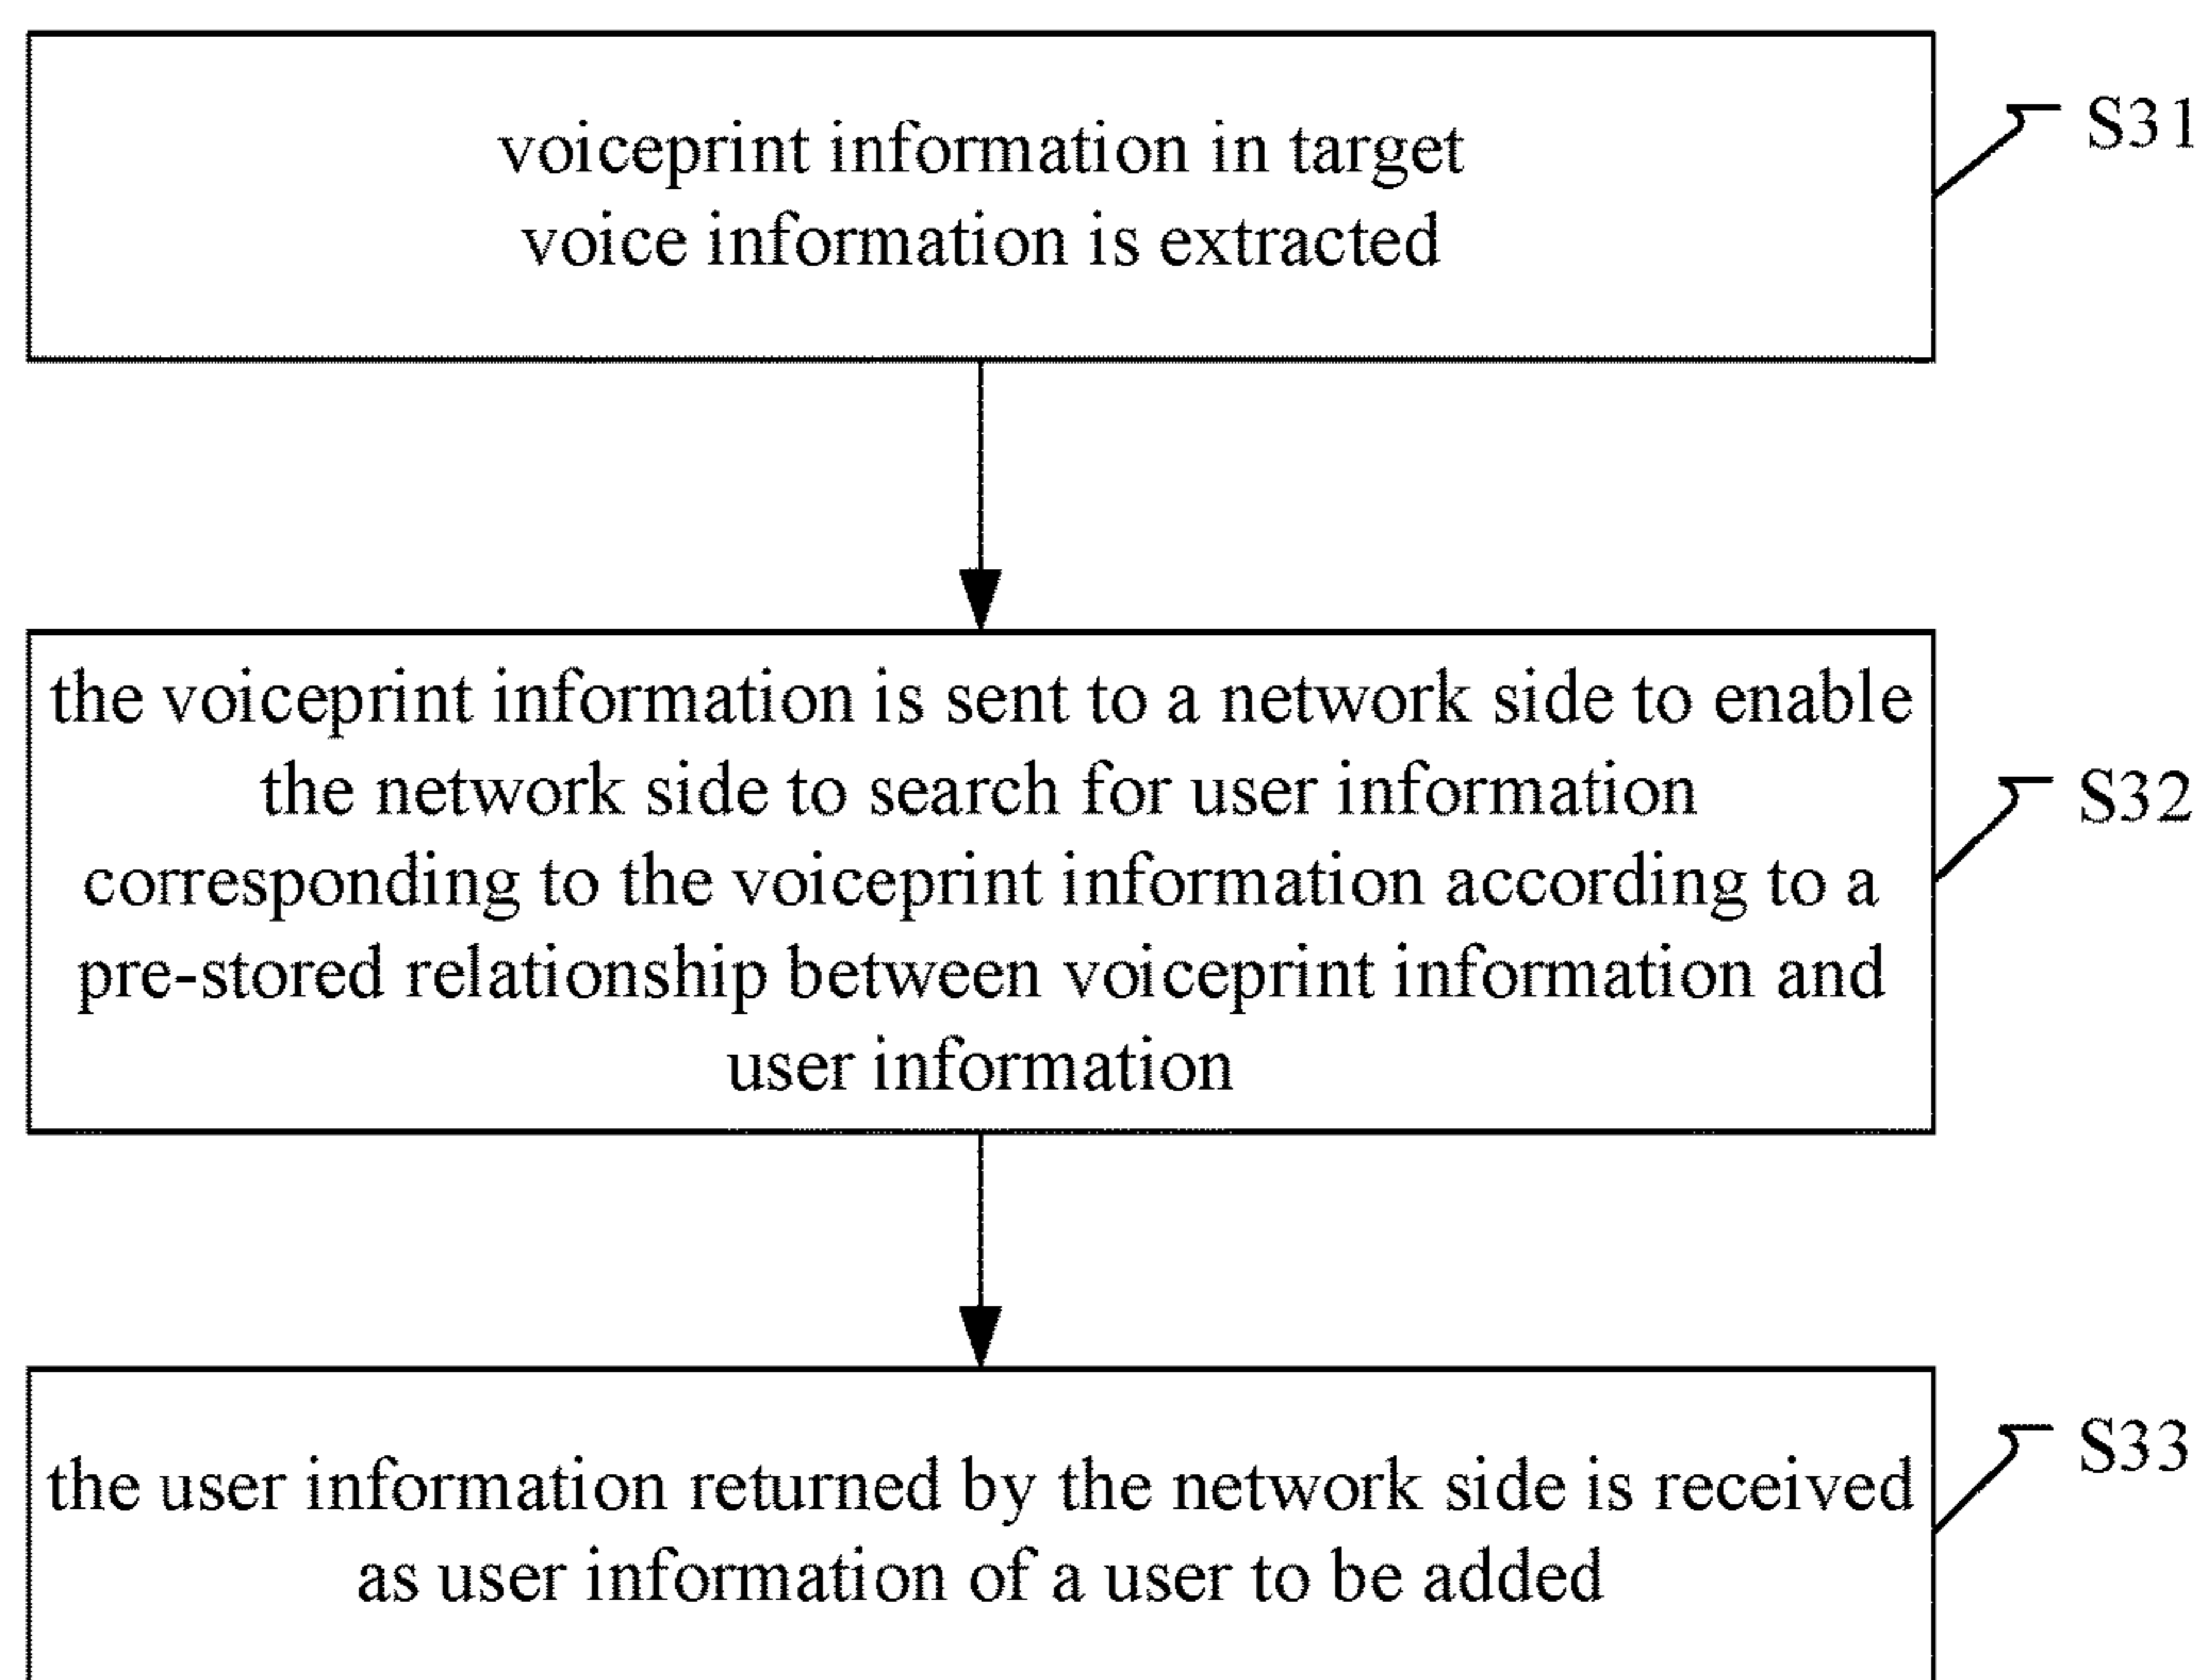 voiceprint information in target
voice information is extracted
S31
the voiceprint information is sent to a network side to enable
the network side to search for user information
corresponding to the voiceprint information according to a
pre-stored relationship between voiceprint information and
user information
S32
the user information returned by the network side is received
as user information of a user to be added
S33